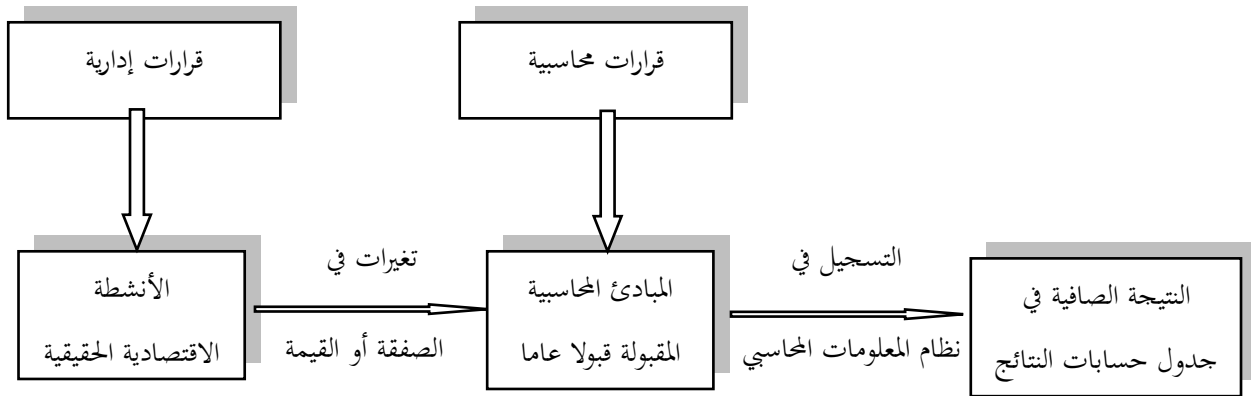 قرارات إدارية
قرارات محاسبية
الأنشطة
الاقتصادية الحقيقية
تغيرات في
الصفقة أو القيمة
المبادئ المحاسبية
المقبولة قبولا عاما
التسجيل في
نظام المعلومات المحاسبي
النتيجة الصافية في
جدول حسابات النتائج